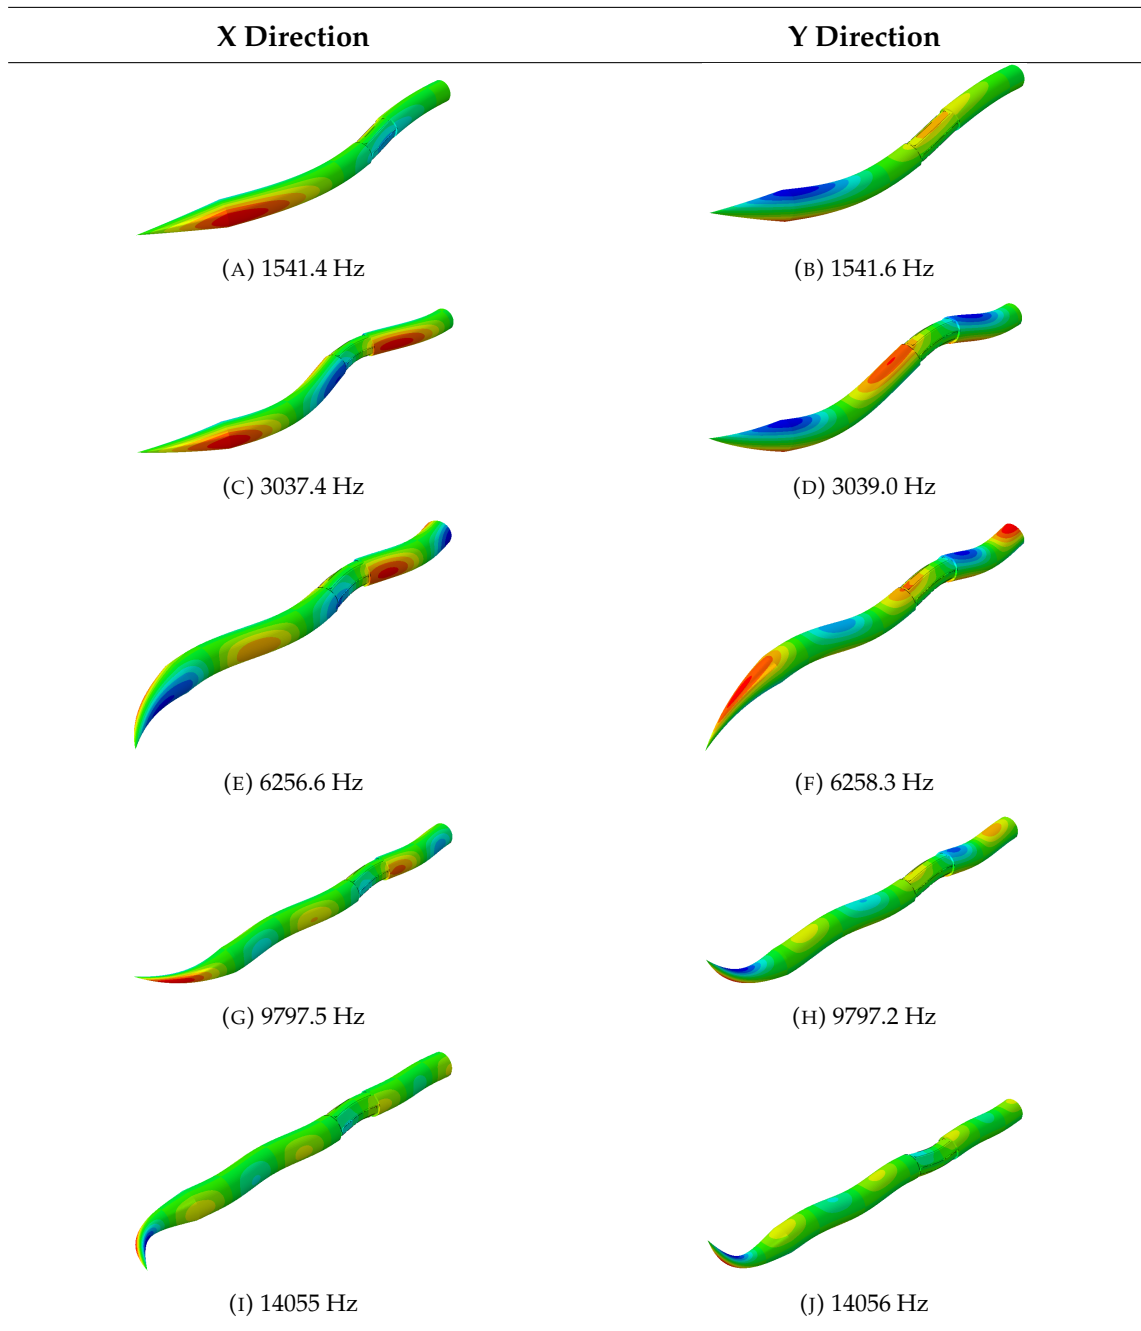 X Direction Y Direction
(A) 1541.4 Hz (B) 1541.6 Hz
(C) 3037.4 Hz (D) 3039.0 Hz
(E) 6256.6 Hz (F) 6258.3 Hz
(G) 9797.5 Hz (H) 9797.2 Hz
(I) 14055 Hz (J) 14056 Hz